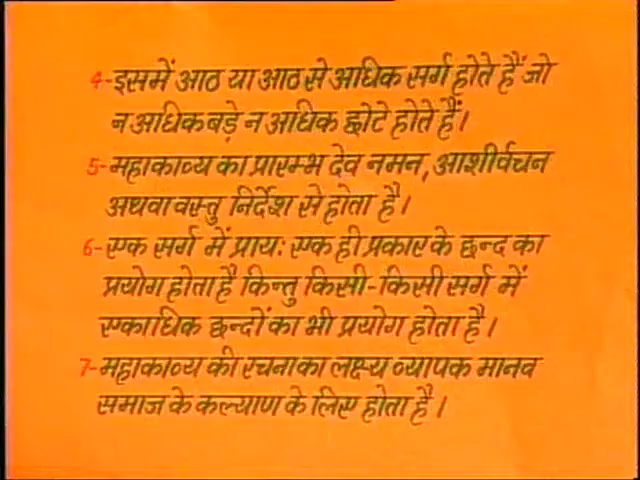 4-इसमें आठ या आठ से अधिक सर्ग होते हैं जो
न अधिक बड़े न अधिक छोटे होते हैं।
5-महाकाव्य का प्रारम्भ देव नमन, आशीर्वचन
अथवा वस्तु निर्देश से होता है।
6-एक सर्ग में प्राय: एक ही प्रकार के छन्द का
प्रयोग होता है किन्तु किसी-किसी सर्ग में
एकाधिक छन्दों का भी प्रयोग होता है।
7-महाकाव्य की रचना का लक्ष्य व्यापक मानव
समाज के कल्याण के लिए होता है।